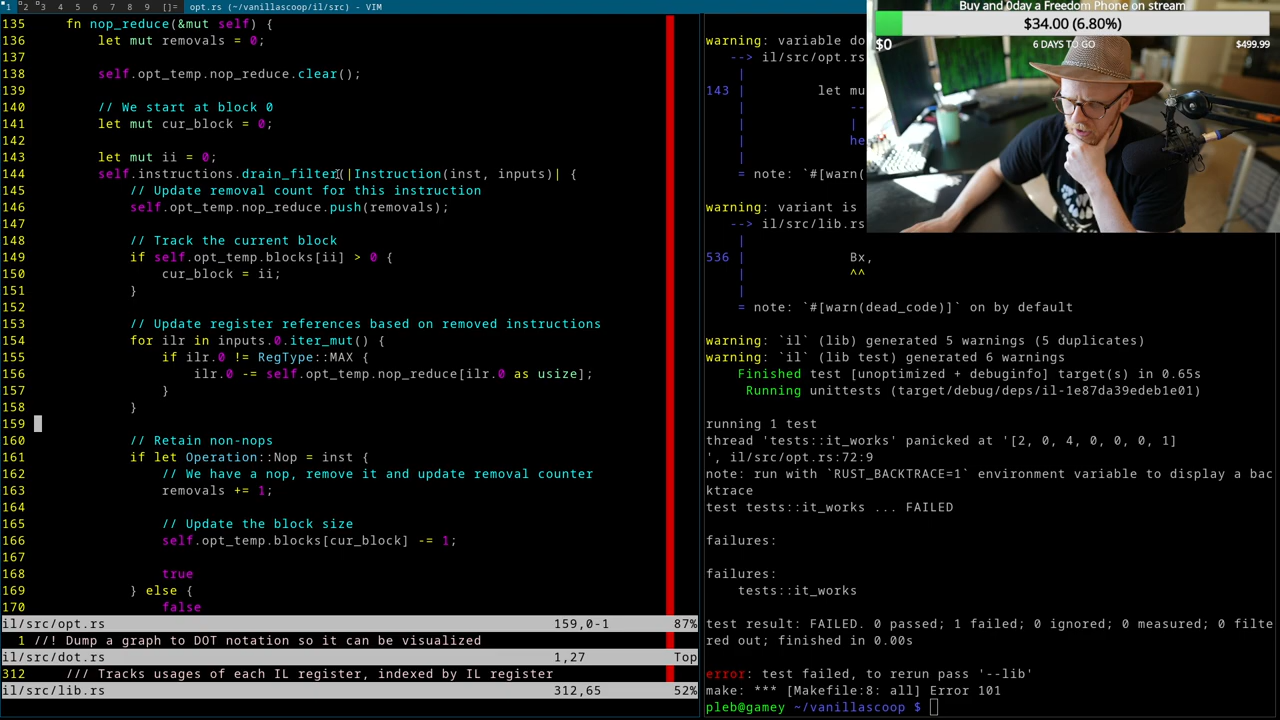 1 2 3 4 5 6 7 8 9 []= opt.rs (~/vanillascoop/il/src) - VIM
135 fn nop_reduce(&mut self) {
136 let mut removals = 0;
137
138 self.opt_temp.nop_reduce.clear();
139
140 // We start at block 0
141 let mut cur_block = 0;
142
143 let mut ii = 0;
144 self.instructions.drain_filter(|Instruction(inst, inputs)| {
145 // Update removal count for this instruction
146 self.opt_temp.nop_reduce.push(removals);
147
148 // Track the current block
149 if self.opt_temp.blocks[ii] > 0 {
150 cur_block = ii;
151 }
152
153 // Update register references based on removed instructions
154 for ilr in inputs.0.iter_mut() {
155 if ilr.0 != RegType::MAX {
156 ilr.0 -= self.opt_temp.nop_reduce[ilr.0 as usize];
157 }
158 }
159
160 // Retain non-nops
161 if let Operation::Nop = inst {
162 // We have a nop, remove it and update removal counter
163 removals += 1;
164
165 // Update the block size
166 self.opt_temp.blocks[cur_block] -= 1;
167
168 true
169 } else {
170 false
il/src/opt.rs 159,0-1 87%
1 //! Dump a graph to DOT notation so it can be visualized
il/src/dot.rs 1,27 Top
312 /// Tracks usages of each IL register, indexed by IL register
il/src/lib.rs 312,65 52%
warning: variable do
--> il/src/opt.rs
|
143 | let mu
| --
| |
| he
|
= note: `#[warn(
warning: variant is
--> il/src/lib.rs
|
536 | Bx,
| ^^
|
= note: `#[warn(dead_code)]` on by default
warning: `il` (lib) generated 5 warnings (5 duplicates)
warning: `il` (lib test) generated 6 warnings
Finished test [unoptimized + debuginfo] target(s) in 0.65s
Running unittests (target/debug/deps/il-1e87da39edeb1e01)
running 1 test
thread 'tests::it_works' panicked at '[2, 0, 4, 0, 0, 0, 1]
', il/src/opt.rs:72:9
note: run with `RUST_BACKTRACE=1` environment variable to display a bac
ktrace
test tests::it_works ... FAILED
failures:
failures:
tests::it_works
test result: FAILED. 0 passed; 1 failed; 0 ignored; 0 measured; 0 filte
red out; finished in 0.00s
error: test failed, to rerun pass '--lib'
make: *** [Makefile:8: all] Error 101
pleb@gamey ~/vanillascoop $
Buy and 0day a Freedom Phone on stream
$34.00 (6.80%)
$0 6 DAYS TO GO $499.99